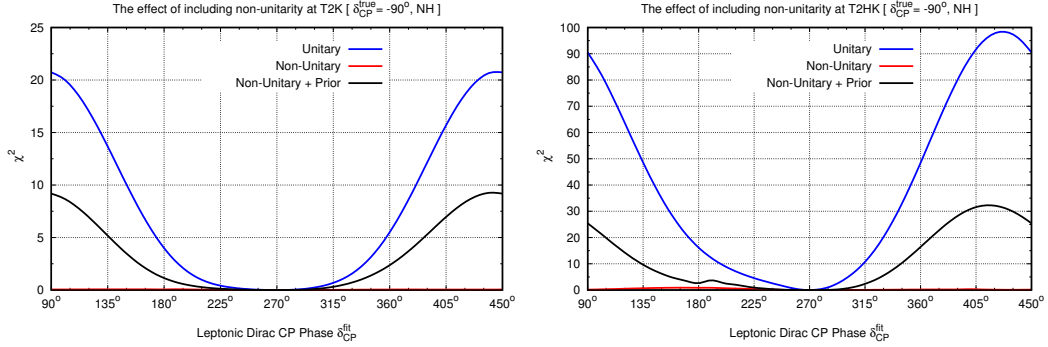 The effect of including non-unitarity at T2K [ δCP^true = -90°, NH ]
Unitary
Non-Unitary
Non-Unitary + Prior
25
20
15
10
5
0
χ²
90° 135° 180° 225° 270° 315° 360° 405° 450°
Leptonic Dirac CP Phase δCP^fit
The effect of including non-unitarity at T2HK [ δCP^true = -90°, NH ]
Unitary
Non-Unitary
Non-Unitary + Prior
100
90
80
70
60
50
40
30
20
10
0
χ²
90° 135° 180° 225° 270° 315° 360° 405° 450°
Leptonic Dirac CP Phase δCP^fit